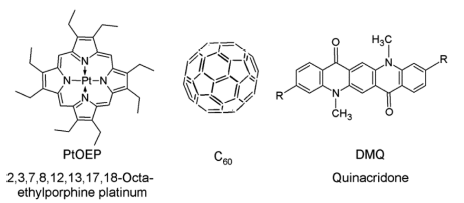 N
N
Pt
N
N
PtOEP
2,3,7,8,12,13,17,18-Octa-
ethylporphine platinum
C60
O
H3C
N
R
R
N
CH3
O
DMQ
Quinacridone